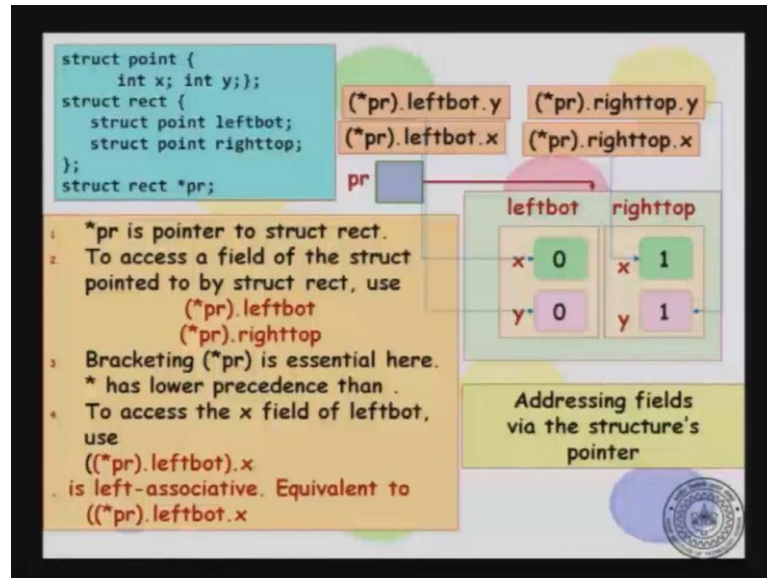 struct point {
int x; int y;};
struct rect {
struct point leftbot;
struct point righttop;
};
struct rect *pr;
(*pr).leftbot.y
(*pr).righttop.y
(*pr).leftbot.x
(*pr).righttop.x
pr
leftbot righttop
x 0 x 1
y 0 y 1
1. *pr is pointer to struct rect.
2. To access a field of the struct
pointed to by struct rect, use
(*pr).leftbot
(*pr).righttop
3. Bracketing (*pr) is essential here.
* has lower precedence than .
4. To access the x field of leftbot,
use
((*pr).leftbot).x
. is left-associative. Equivalent to
((*pr).leftbot.x
Addressing fields
via the structure's
pointer